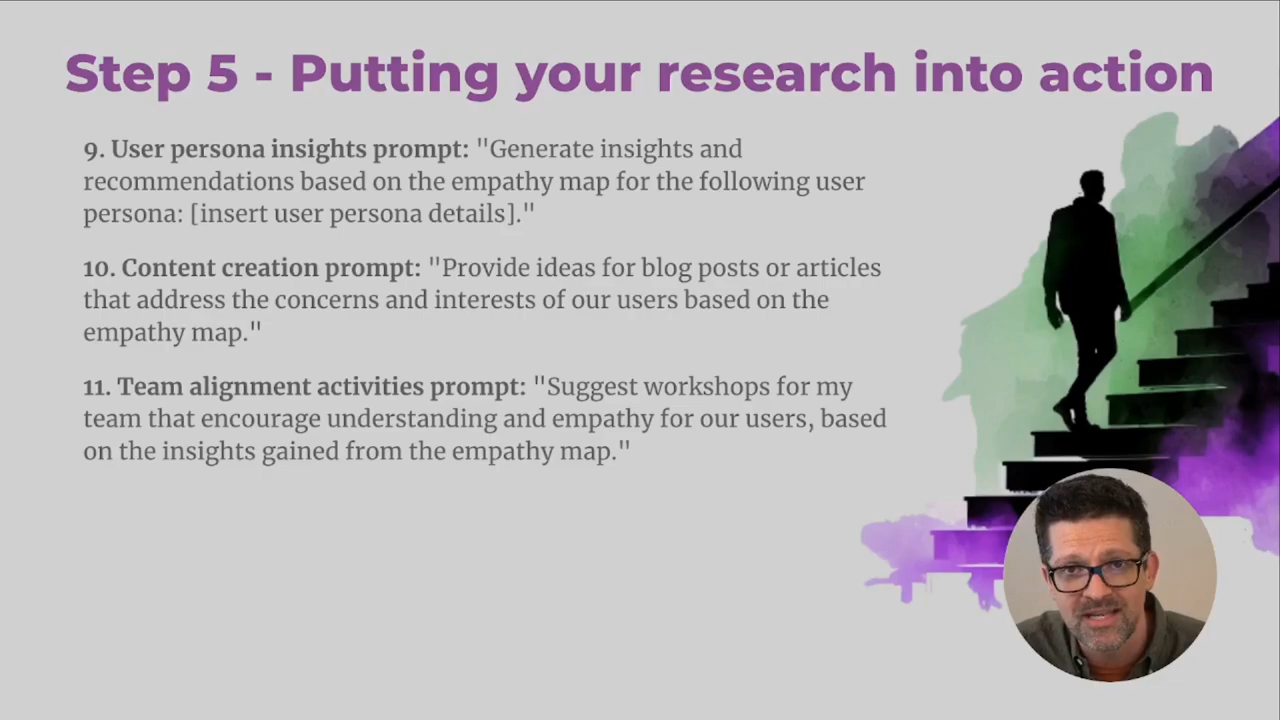 Step 5 - Putting your research into action
9. User persona insights prompt: "Generate insights and
recommendations based on the empathy map for the following user
persona: [insert user persona details]."
10. Content creation prompt: "Provide ideas for blog posts or articles
that address the concerns and interests of our users based on the
empathy map."
11. Team alignment activities prompt: "Suggest workshops for my
team that encourage understanding and empathy for our users, based
on the insights gained from the empathy map."